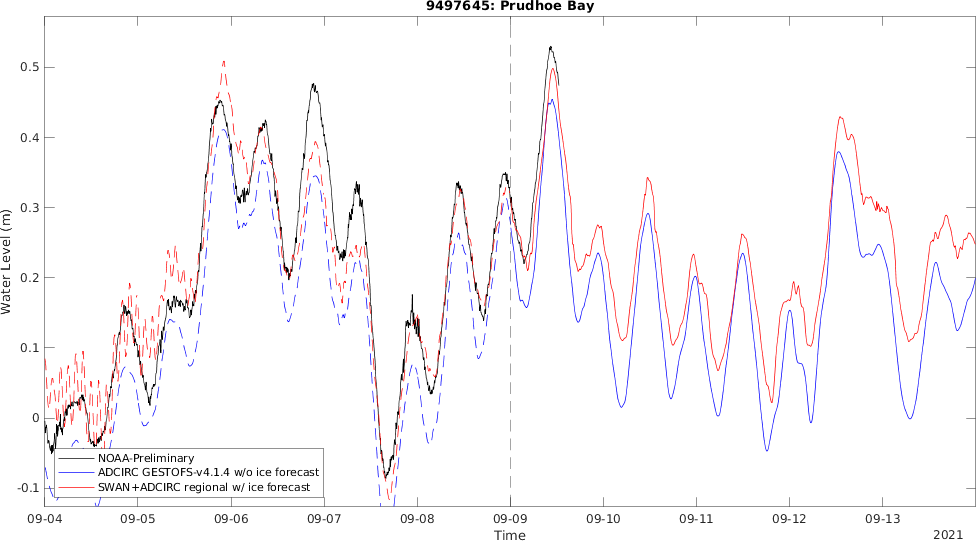 9497645: Prudhoe Bay
Water Level (m)
0.5
0.4
0.3
0.2
0.1
0
-0.1
NOAA-Preliminary
ADCIRC GESTOFS-v4.1.4 w/o ice forecast
SWAN+ADCIRC regional w/ ice forecast
09-04 09-05 09-06 09-07 09-08 09-09 09-10 09-11 09-12 09-13
Time
2021